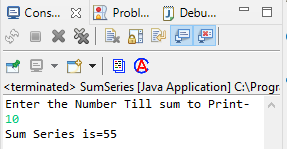 Cons...
Probl...
Debu...
<terminated> SumSeries [Java Application] C:\Progr
Enter the Number Till sum to Print-
10
Sum Series is=55